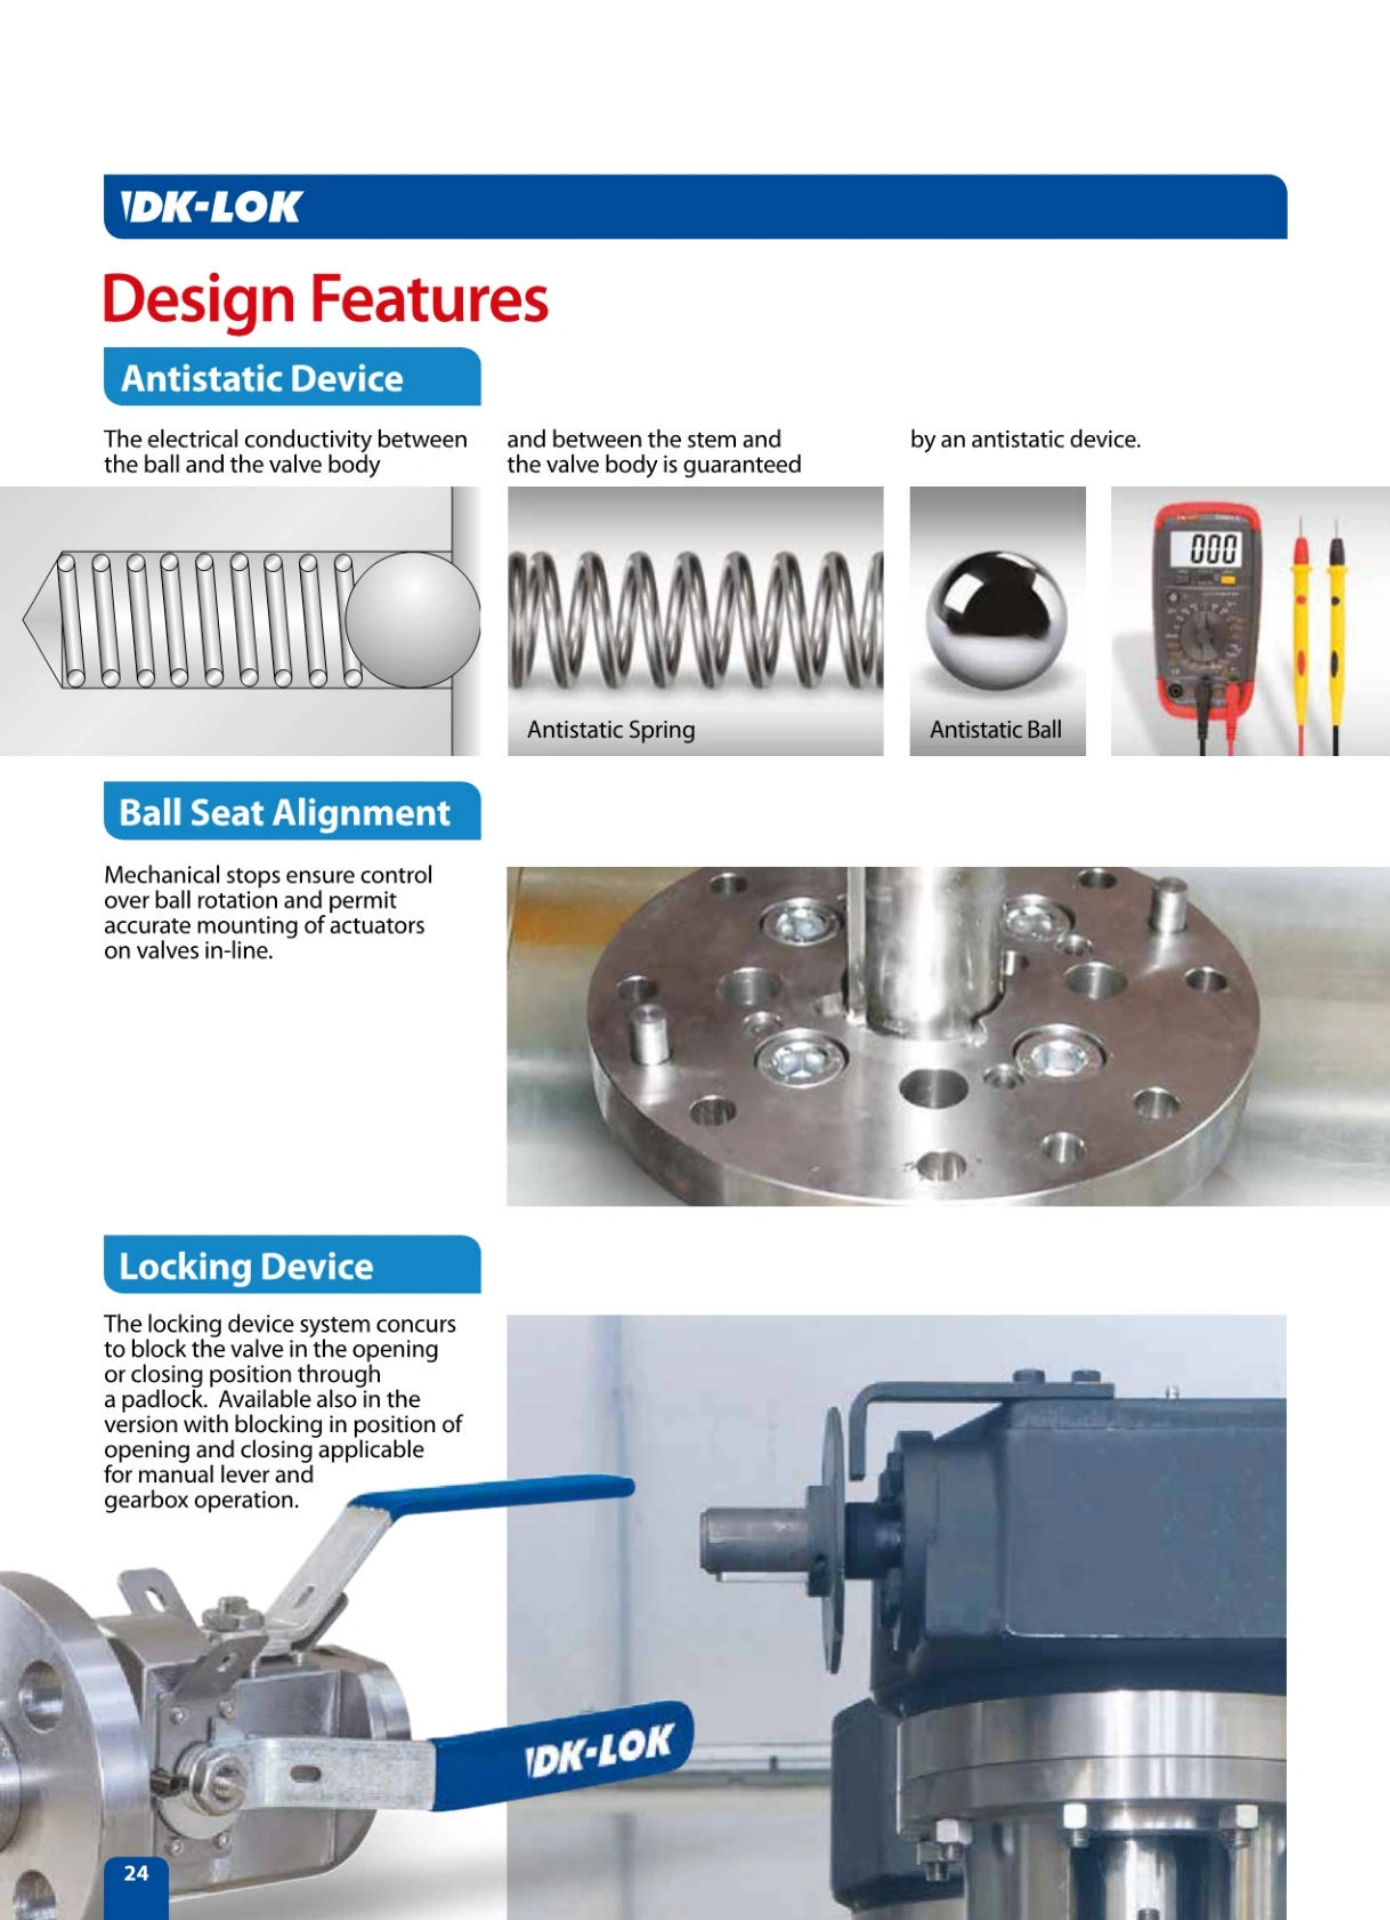 DK-LOK
Design Features
Antistatic Device
The electrical conductivity between
the ball and the valve body
and between the stem and
the valve body is guaranteed
by an antistatic device.
000
Antistatic Spring
Antistatic Ball
Ball Seat Alignment
Mechanical stops ensure control
over ball rotation and permit
accurate mounting of actuators
on valves in-line.
Locking Device
The locking device system concurs
to block the valve in the opening
or closing position through
a padlock. Available also in the
version with blocking in position of
opening and closing applicable
for manual lever and
gearbox operation.
DK-LOK
24